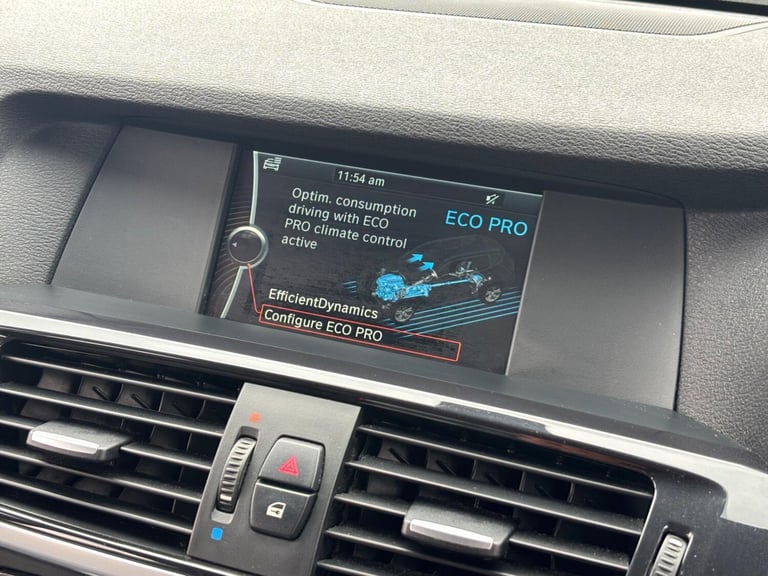 11:54 am
Optim. consumption
driving with ECO
PRO climate control
active
ECO PRO
EfficientDynamics
Configure ECO PRO